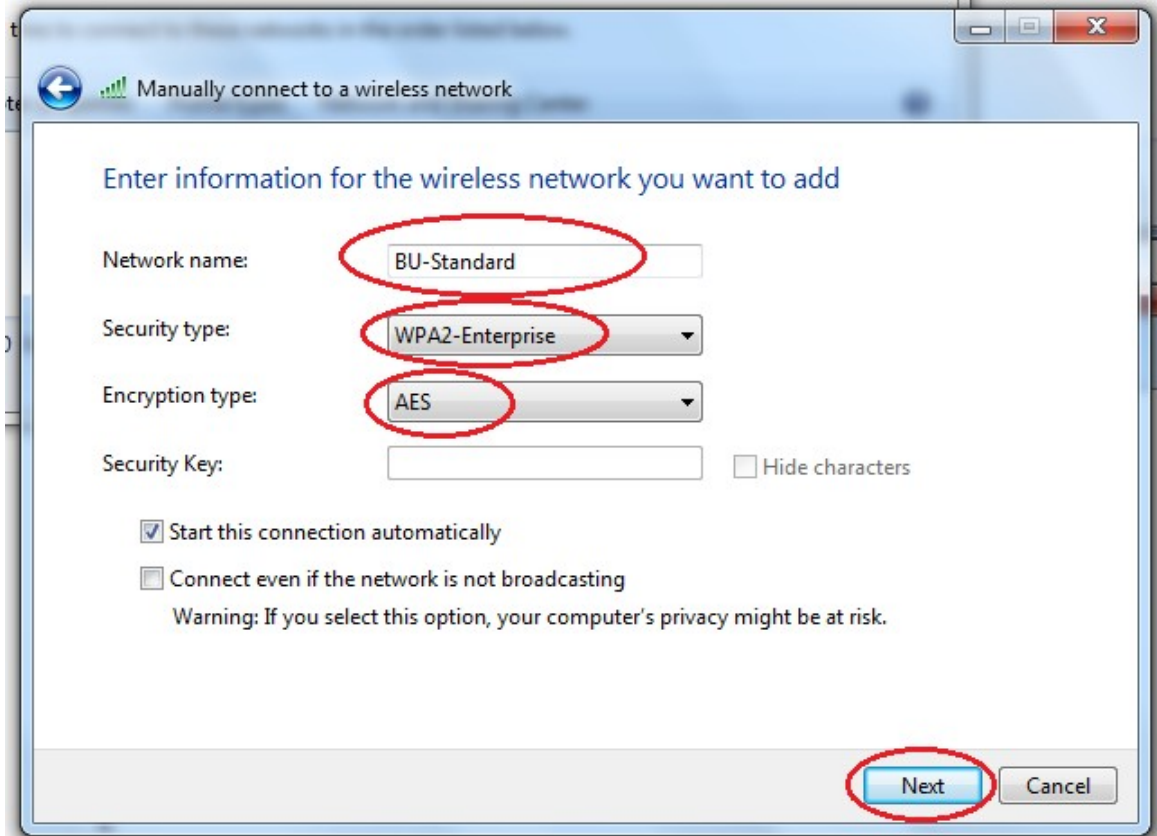 Manually connect to a wireless network
Enter information for the wireless network you want to add
Network name: BU-Standard
Security type: WPA2-Enterprise
Encryption type: AES
Security Key: Hide characters
Start this connection automatically
Connect even if the network is not broadcasting
Warning: If you select this option, your computer's privacy might be at risk.
Next Cancel